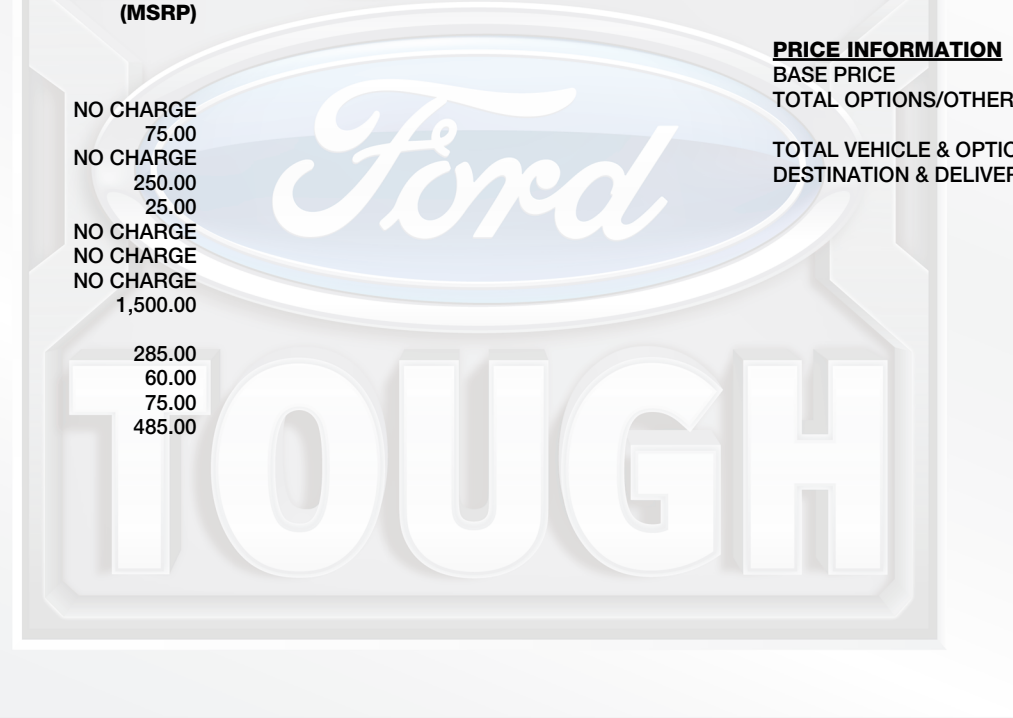 (MSRP)
NO CHARGE
75.00
NO CHARGE
250.00
25.00
NO CHARGE
NO CHARGE
NO CHARGE
1,500.00
285.00
60.00
75.00
485.00
PRICE INFORMATION
BASE PRICE
TOTAL OPTIONS/OTHER
TOTAL VEHICLE & OPTIO
DESTINATION & DELIVER
Ford
TOUGH